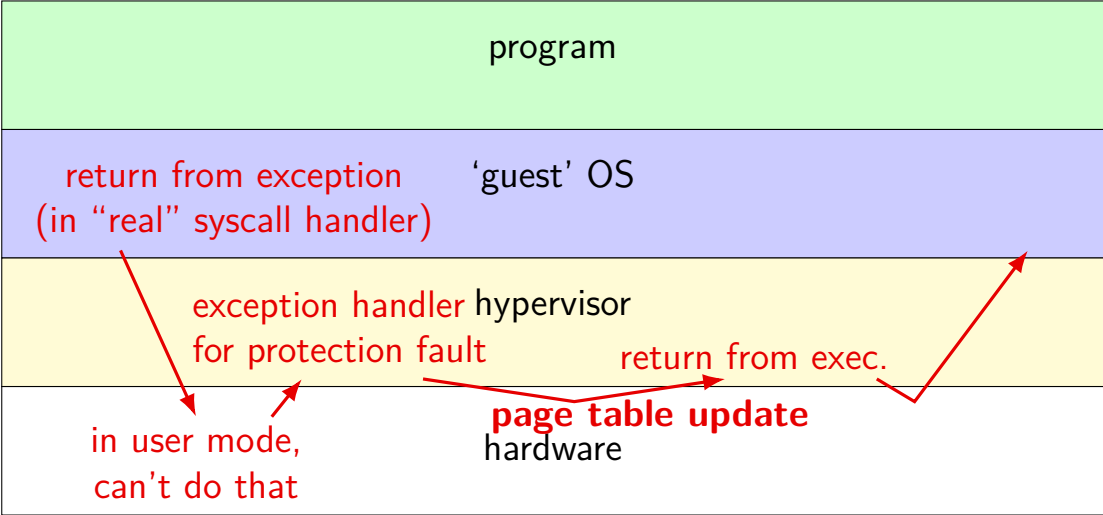 program
return from exception
(in “real” syscall handler)
‘guest’ OS
exception handler
for protection fault
hypervisor
return from exec.
page table update
in user mode,
can't do that
hardware